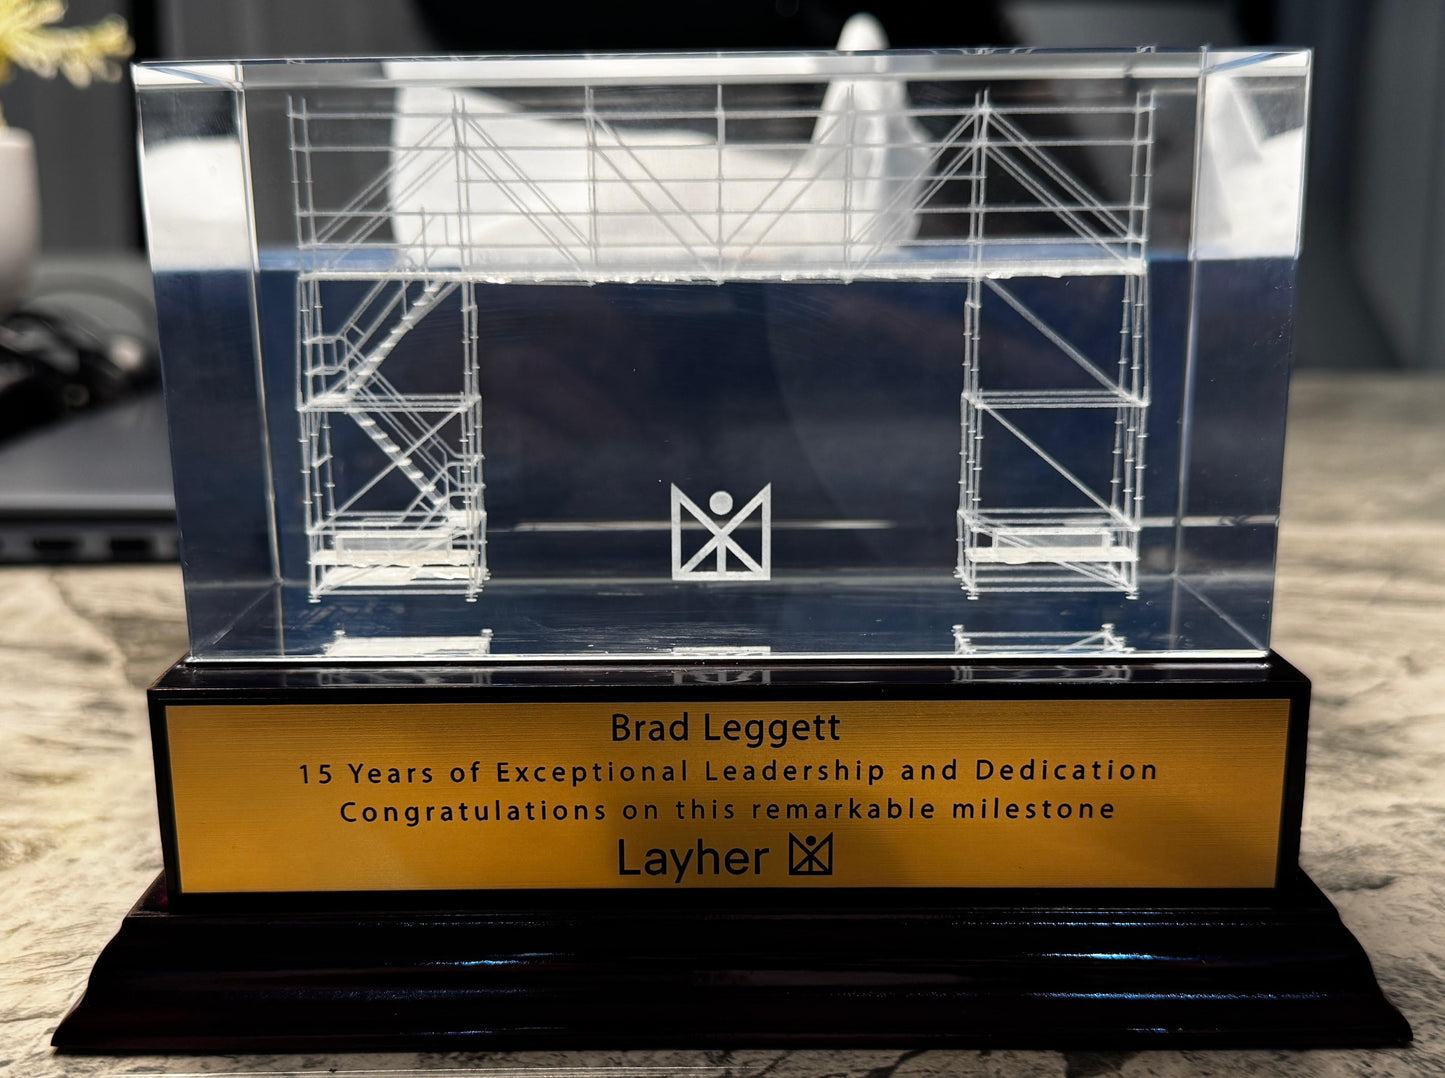 Brad Leggett
15 Years of Exceptional Leadership and Dedication
Congratulations on this remarkable milestone
Layher